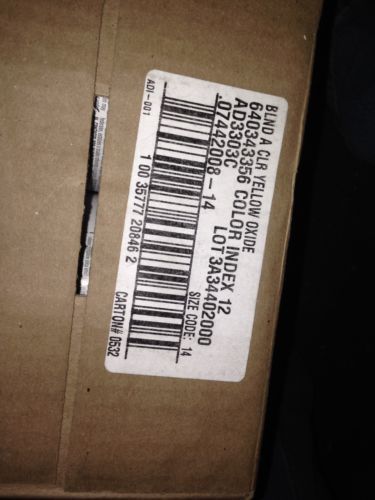 BLND A CLR YELLOW OXIDE
640343356 COLOR INDEX 12
AD3303C LOT 3A34402000
.07442008-14
SIZE CODE: 14
ADI-001
1 00 35777 20846 2
CARTON# 0532